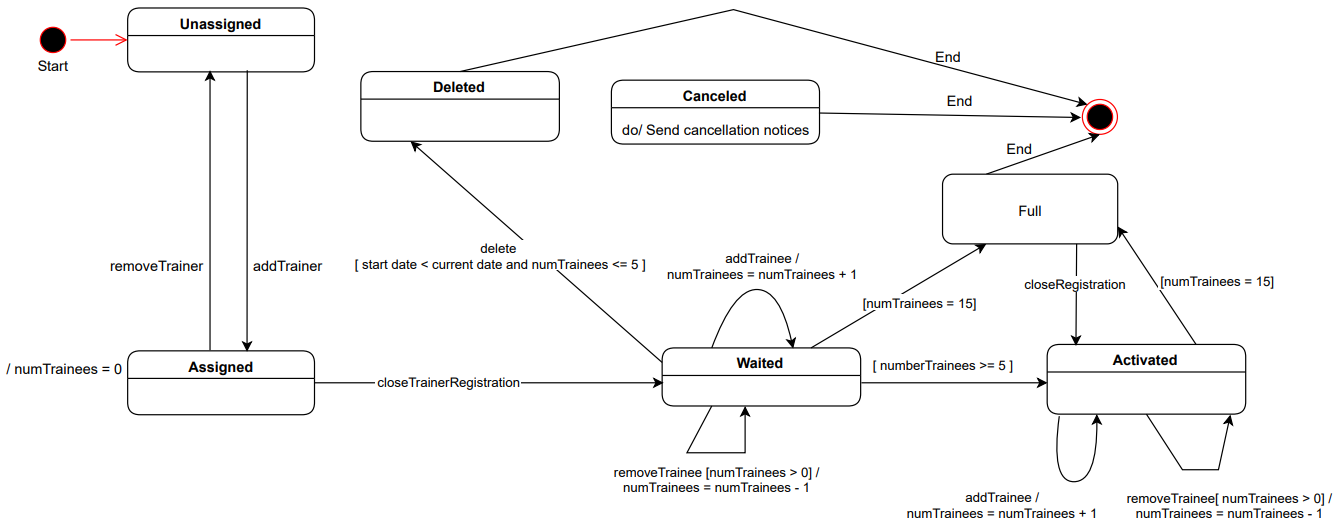 Unassigned
Start
Deleted
Canceled
do/ Send cancellation notices
End
End
End
Full
removeTrainer
addTrainer
delete
[ start date < current date and numTrainees <= 5 ]
addTrainee /
numTrainees = numTrainees + 1
[numTrainees = 15]
closeRegistration
[numTrainees = 15]
/ numTrainees = 0
Assigned
closeTrainerRegistration
Waited
[ numberTrainees >= 5 ]
Activated
removeTrainee [numTrainees > 0] /
numTrainees = numTrainees - 1
addTrainee /
numTrainees = numTrainees + 1
removeTrainee[ numTrainees > 0] /
numTrainees = numTrainees - 1